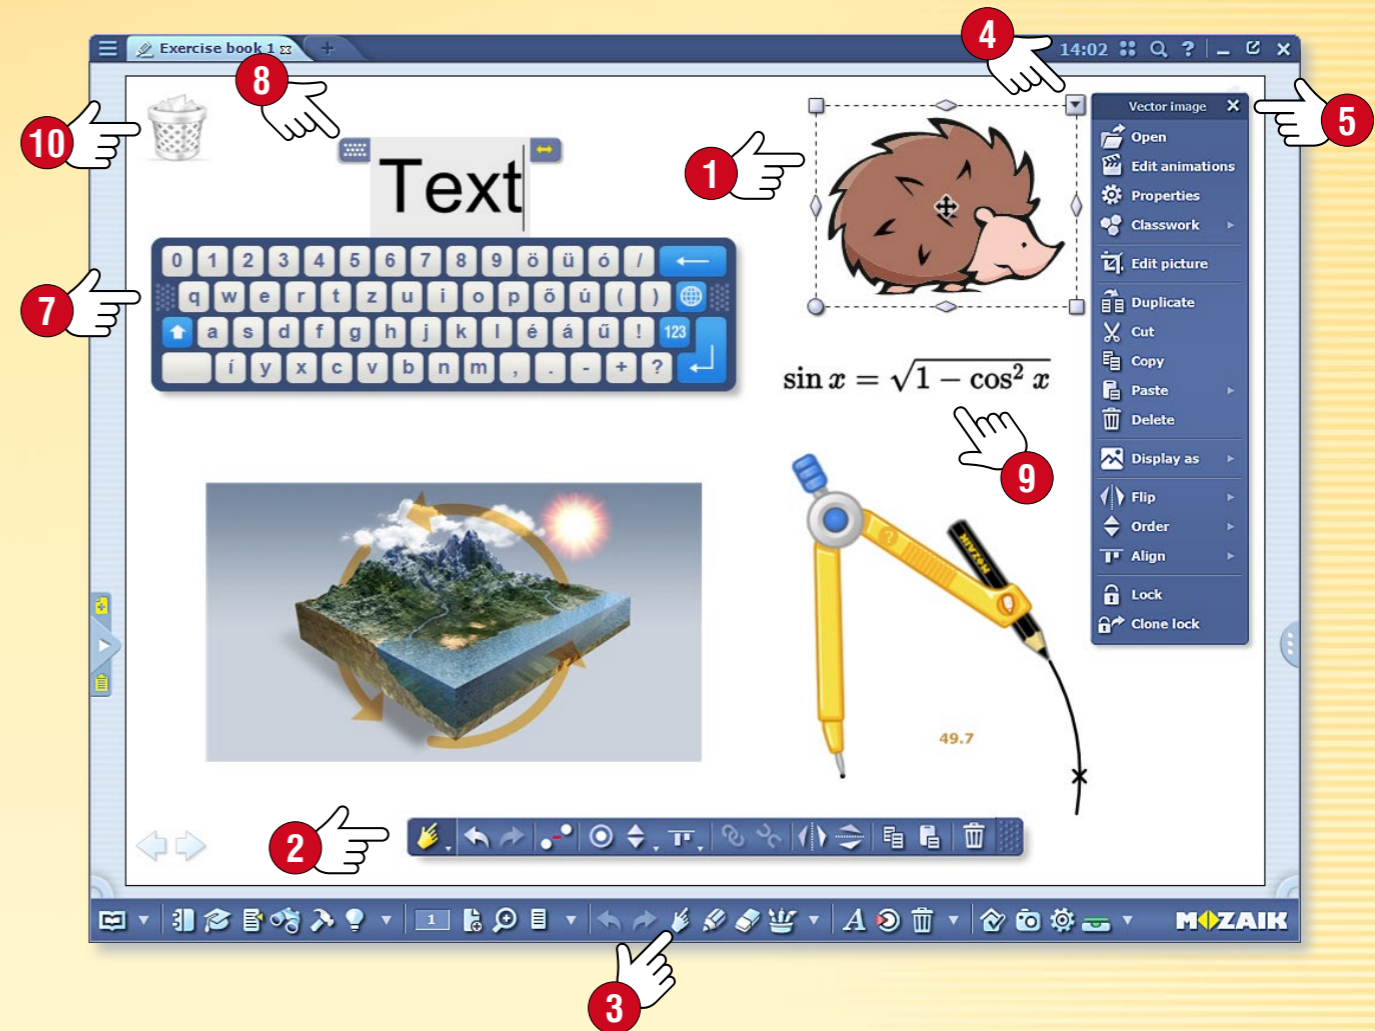 Exercise book 1
14:02
4
8
10
5
1
7
9
2
3
Text
0 1 2 3 4 5 6 7 8 9 ö ü ó /
q w e r t z u i o p ő ú ( )
a s d f g h j k l é á ű ! 123
í y x c v b n m , . - + ?
sin x = √1 − cos² x
Vector image
Open
Edit animations
Properties
Classwork
Edit picture
Duplicate
Cut
Copy
Paste
Delete
Display as
Flip
Order
Align
Lock
Clone lock
MOZAIK
49.7
1
MOZAIK